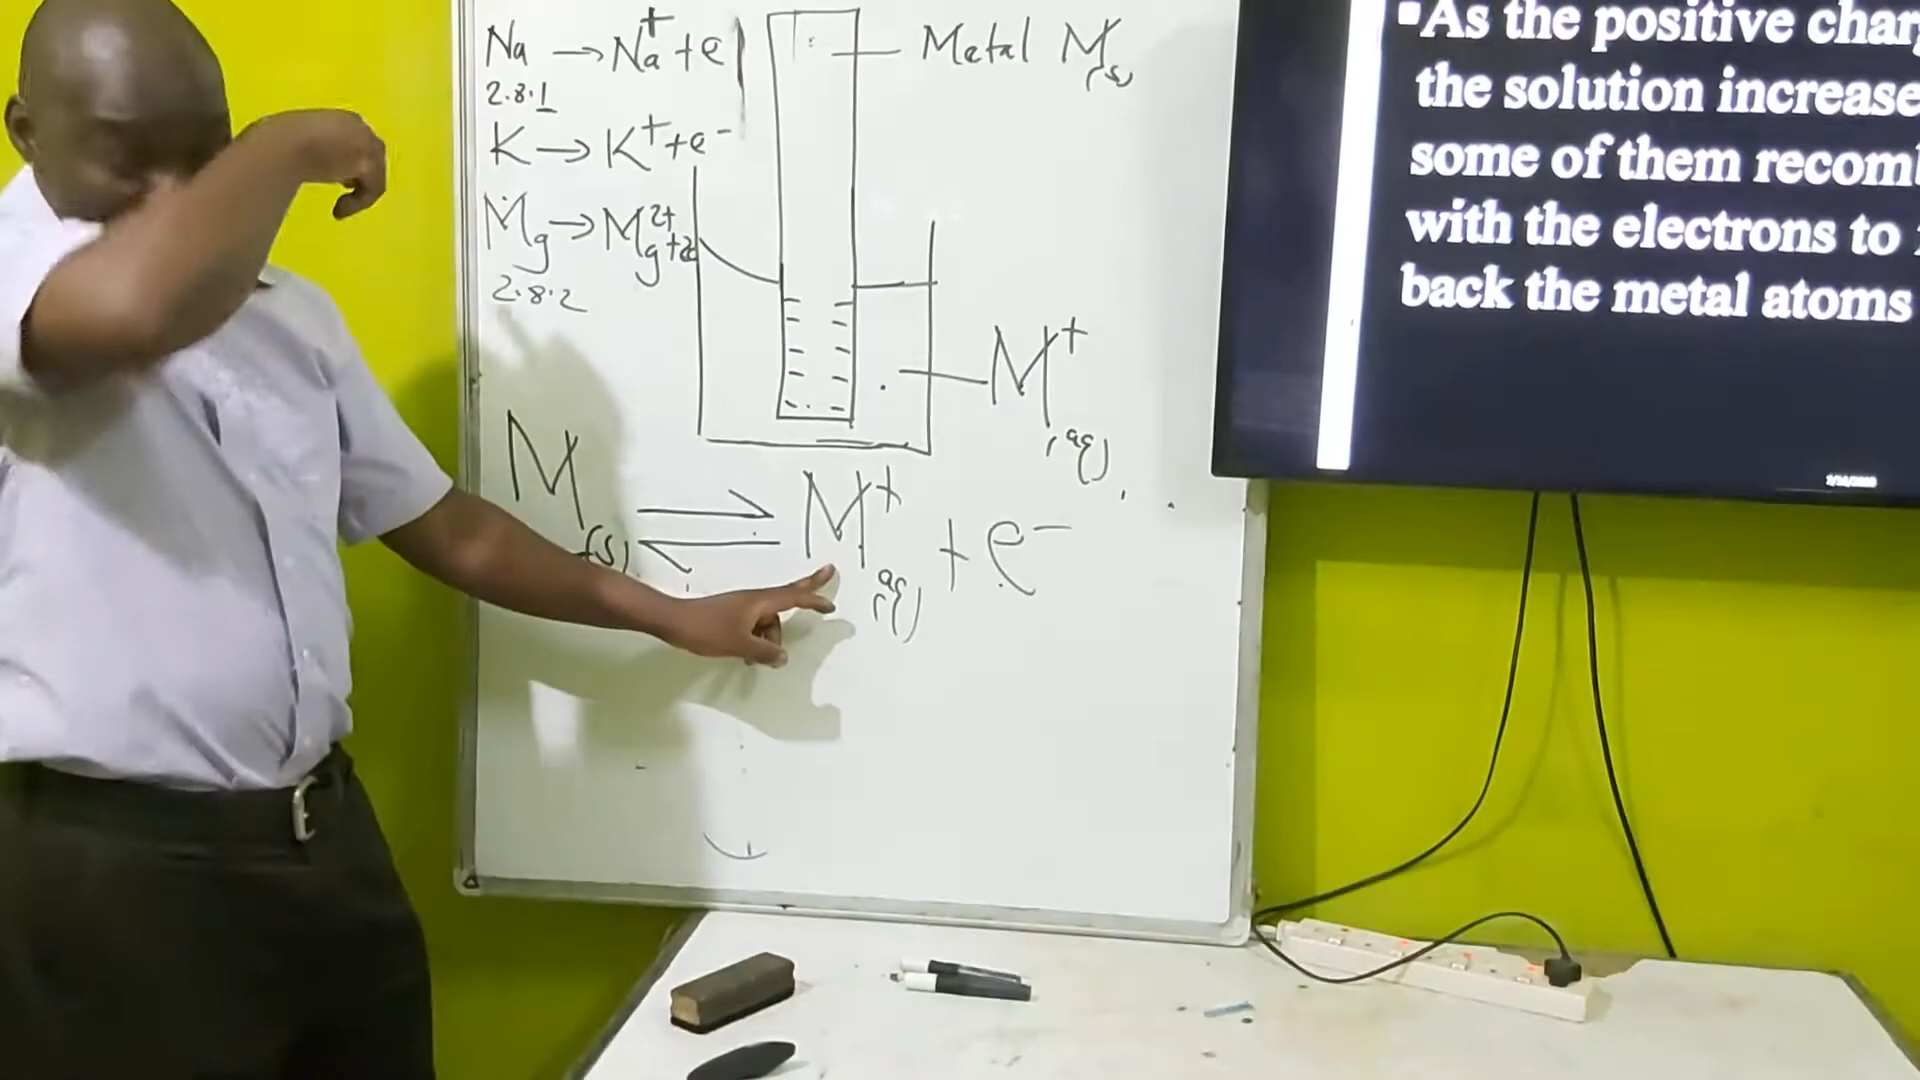 Na → Na⁺ + e
2.8.1
K → K⁺ + e⁻
Mg → Mg²⁺ + 2e
2.8.2
Metal M(s)
M⁺(aq)
M(s) ⇌ M⁺(aq) + e⁻
▪As the positive char
the solution increase
some of them recom
with the electrons to
back the metal atoms